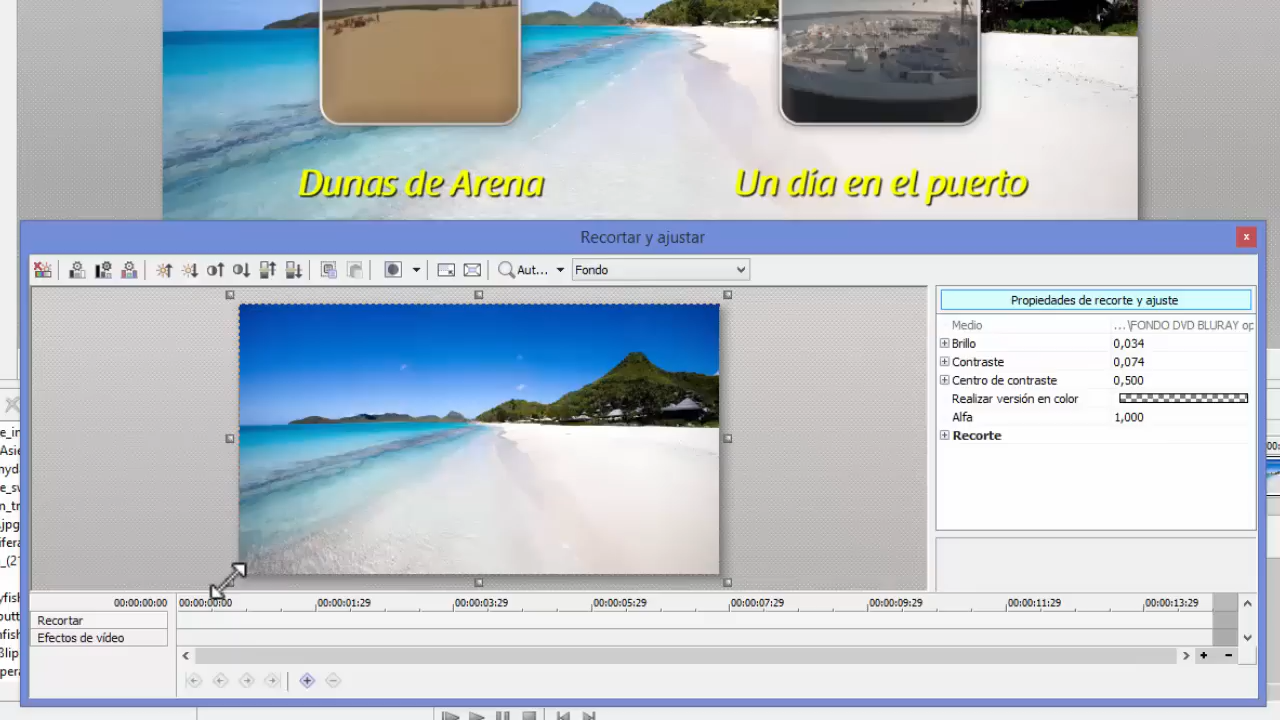 Dunas de Arena
Un día en el puerto
Recortar y ajustar
Aut...
Fondo
Propiedades de recorte y ajuste
Medio
... \FONDO DVD BLURAY op
Brillo
0,034
Contraste
0,074
Centro de contraste
0,500
Realizar versión en color
Alfa
1,000
Recorte
00:00:00:00
00:00:00:00
00:00:01:29
00:00:03:29
00:00:05:29
00:00:07:29
00:00:09:29
00:00:11:29
00:00:13:29
Recortar
Efectos de vídeo